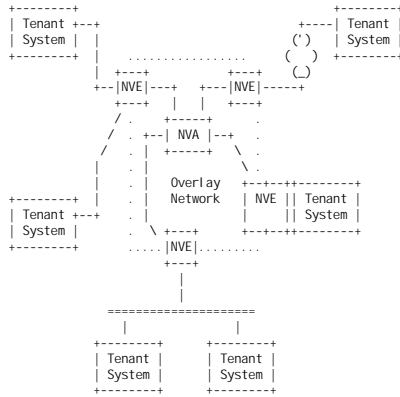 Tenant Tenant
System System
NVE NVE
NVA
Overlay
Tenant Network NVE Tenant
System System
NVE
Tenant Tenant
System System